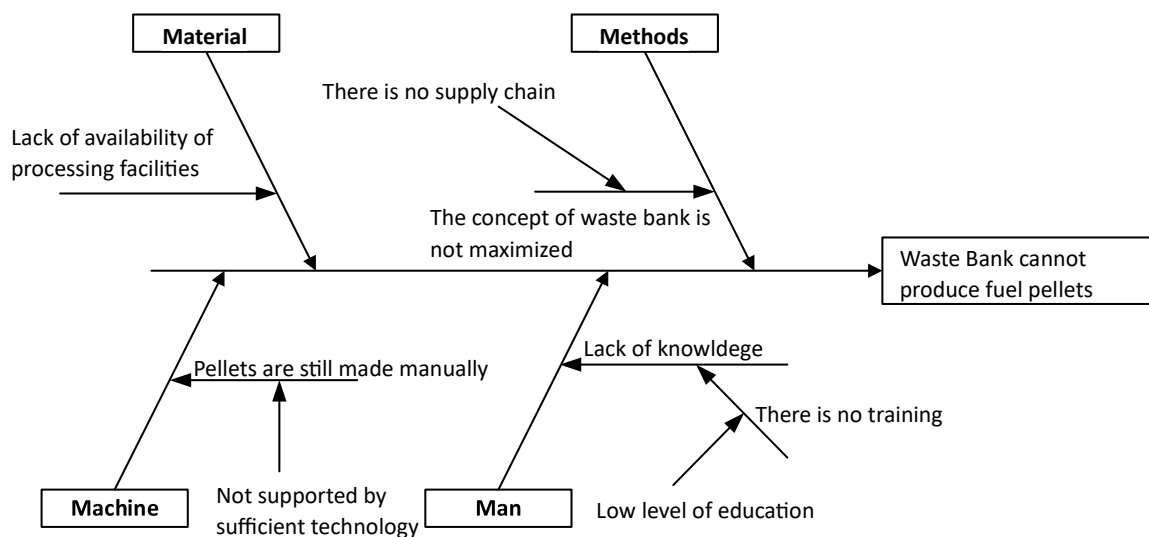 Material
Methods
There is no supply chain
Lack of availability of
processing facilities
The concept of waste bank is
not maximized
Waste Bank cannot
produce fuel pellets
Lack of knowldege
Pellets are still made manually
There is no training
Machine
Not supported by
sufficient technology
Man
Low level of education